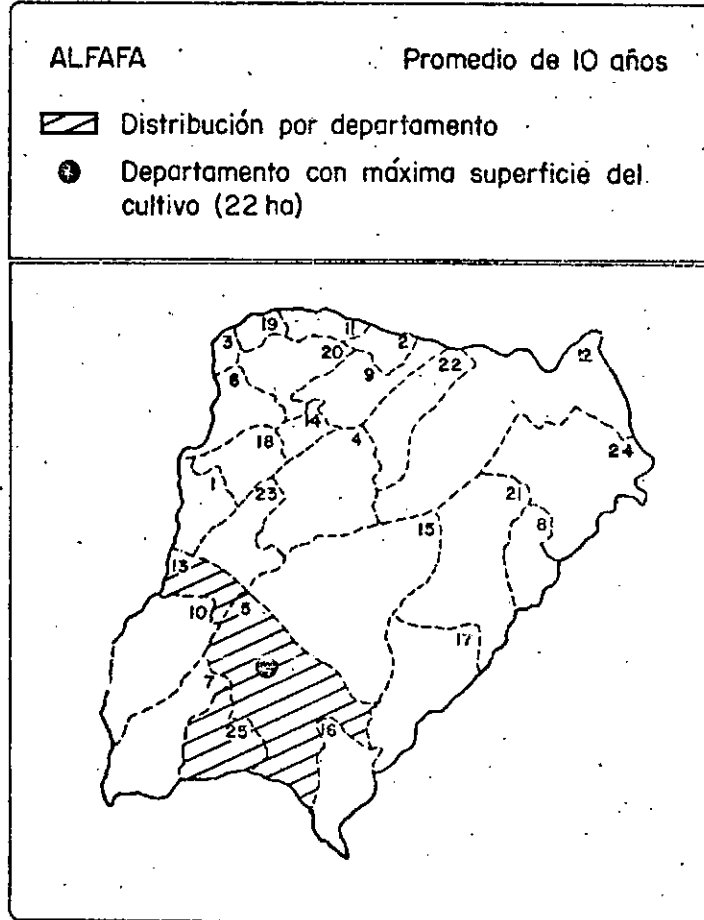 ALFAFA Promedio de 10 años
Distribución por departamento
Departamento con máxima superficie del
cultivo (22 ha)
3 19 11 2
20 22 12
6 9
14
18 4
24
1 23 21
15 8
13
10 5
17
7
25 16